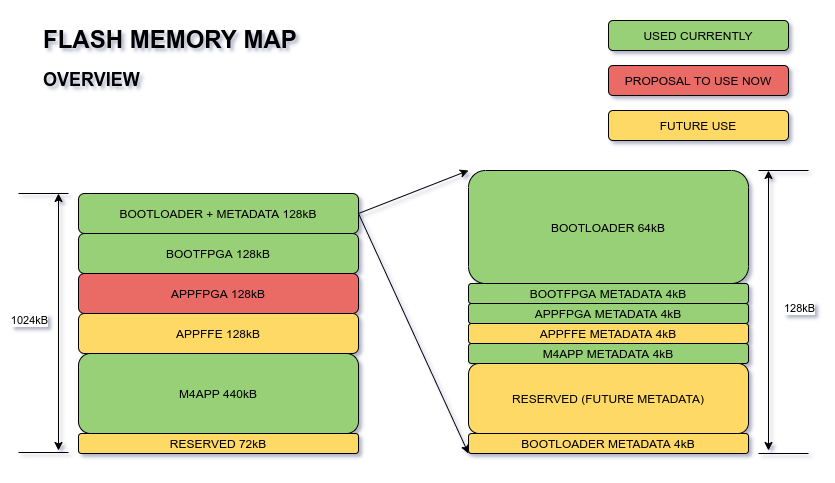 FLASH MEMORY MAP
OVERVIEW
USED CURRENTLY
PROPOSAL TO USE NOW
FUTURE USE
1024kB
BOOTLOADER + METADATA 128kB
BOOTFPGA 128kB
APPFPGA 128kB
APPFFE 128kB
M4APP 440kB
RESERVED 72kB
BOOTLOADER 64kB
BOOTFPGA METADATA 4kB
APPFPGA METADATA 4kB
APPFFE METADATA 4kB
M4APP METADATA 4kB
RESERVED (FUTURE METADATA)
BOOTLOADER METADATA 4kB
128kB